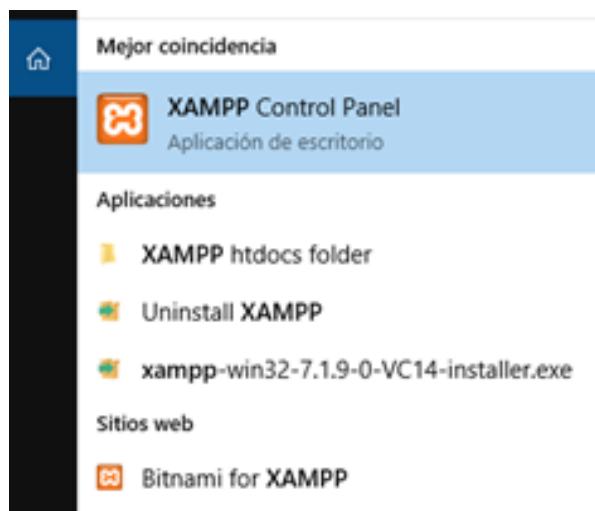 Mejor coincidencia
XAMPP Control Panel
Aplicación de escritorio
Aplicaciones
XAMPP htdocs folder
Uninstall XAMPP
xampp-win32-7.1.9-0-VC14-installer.exe
Sitios web
Bitnami for XAMPP